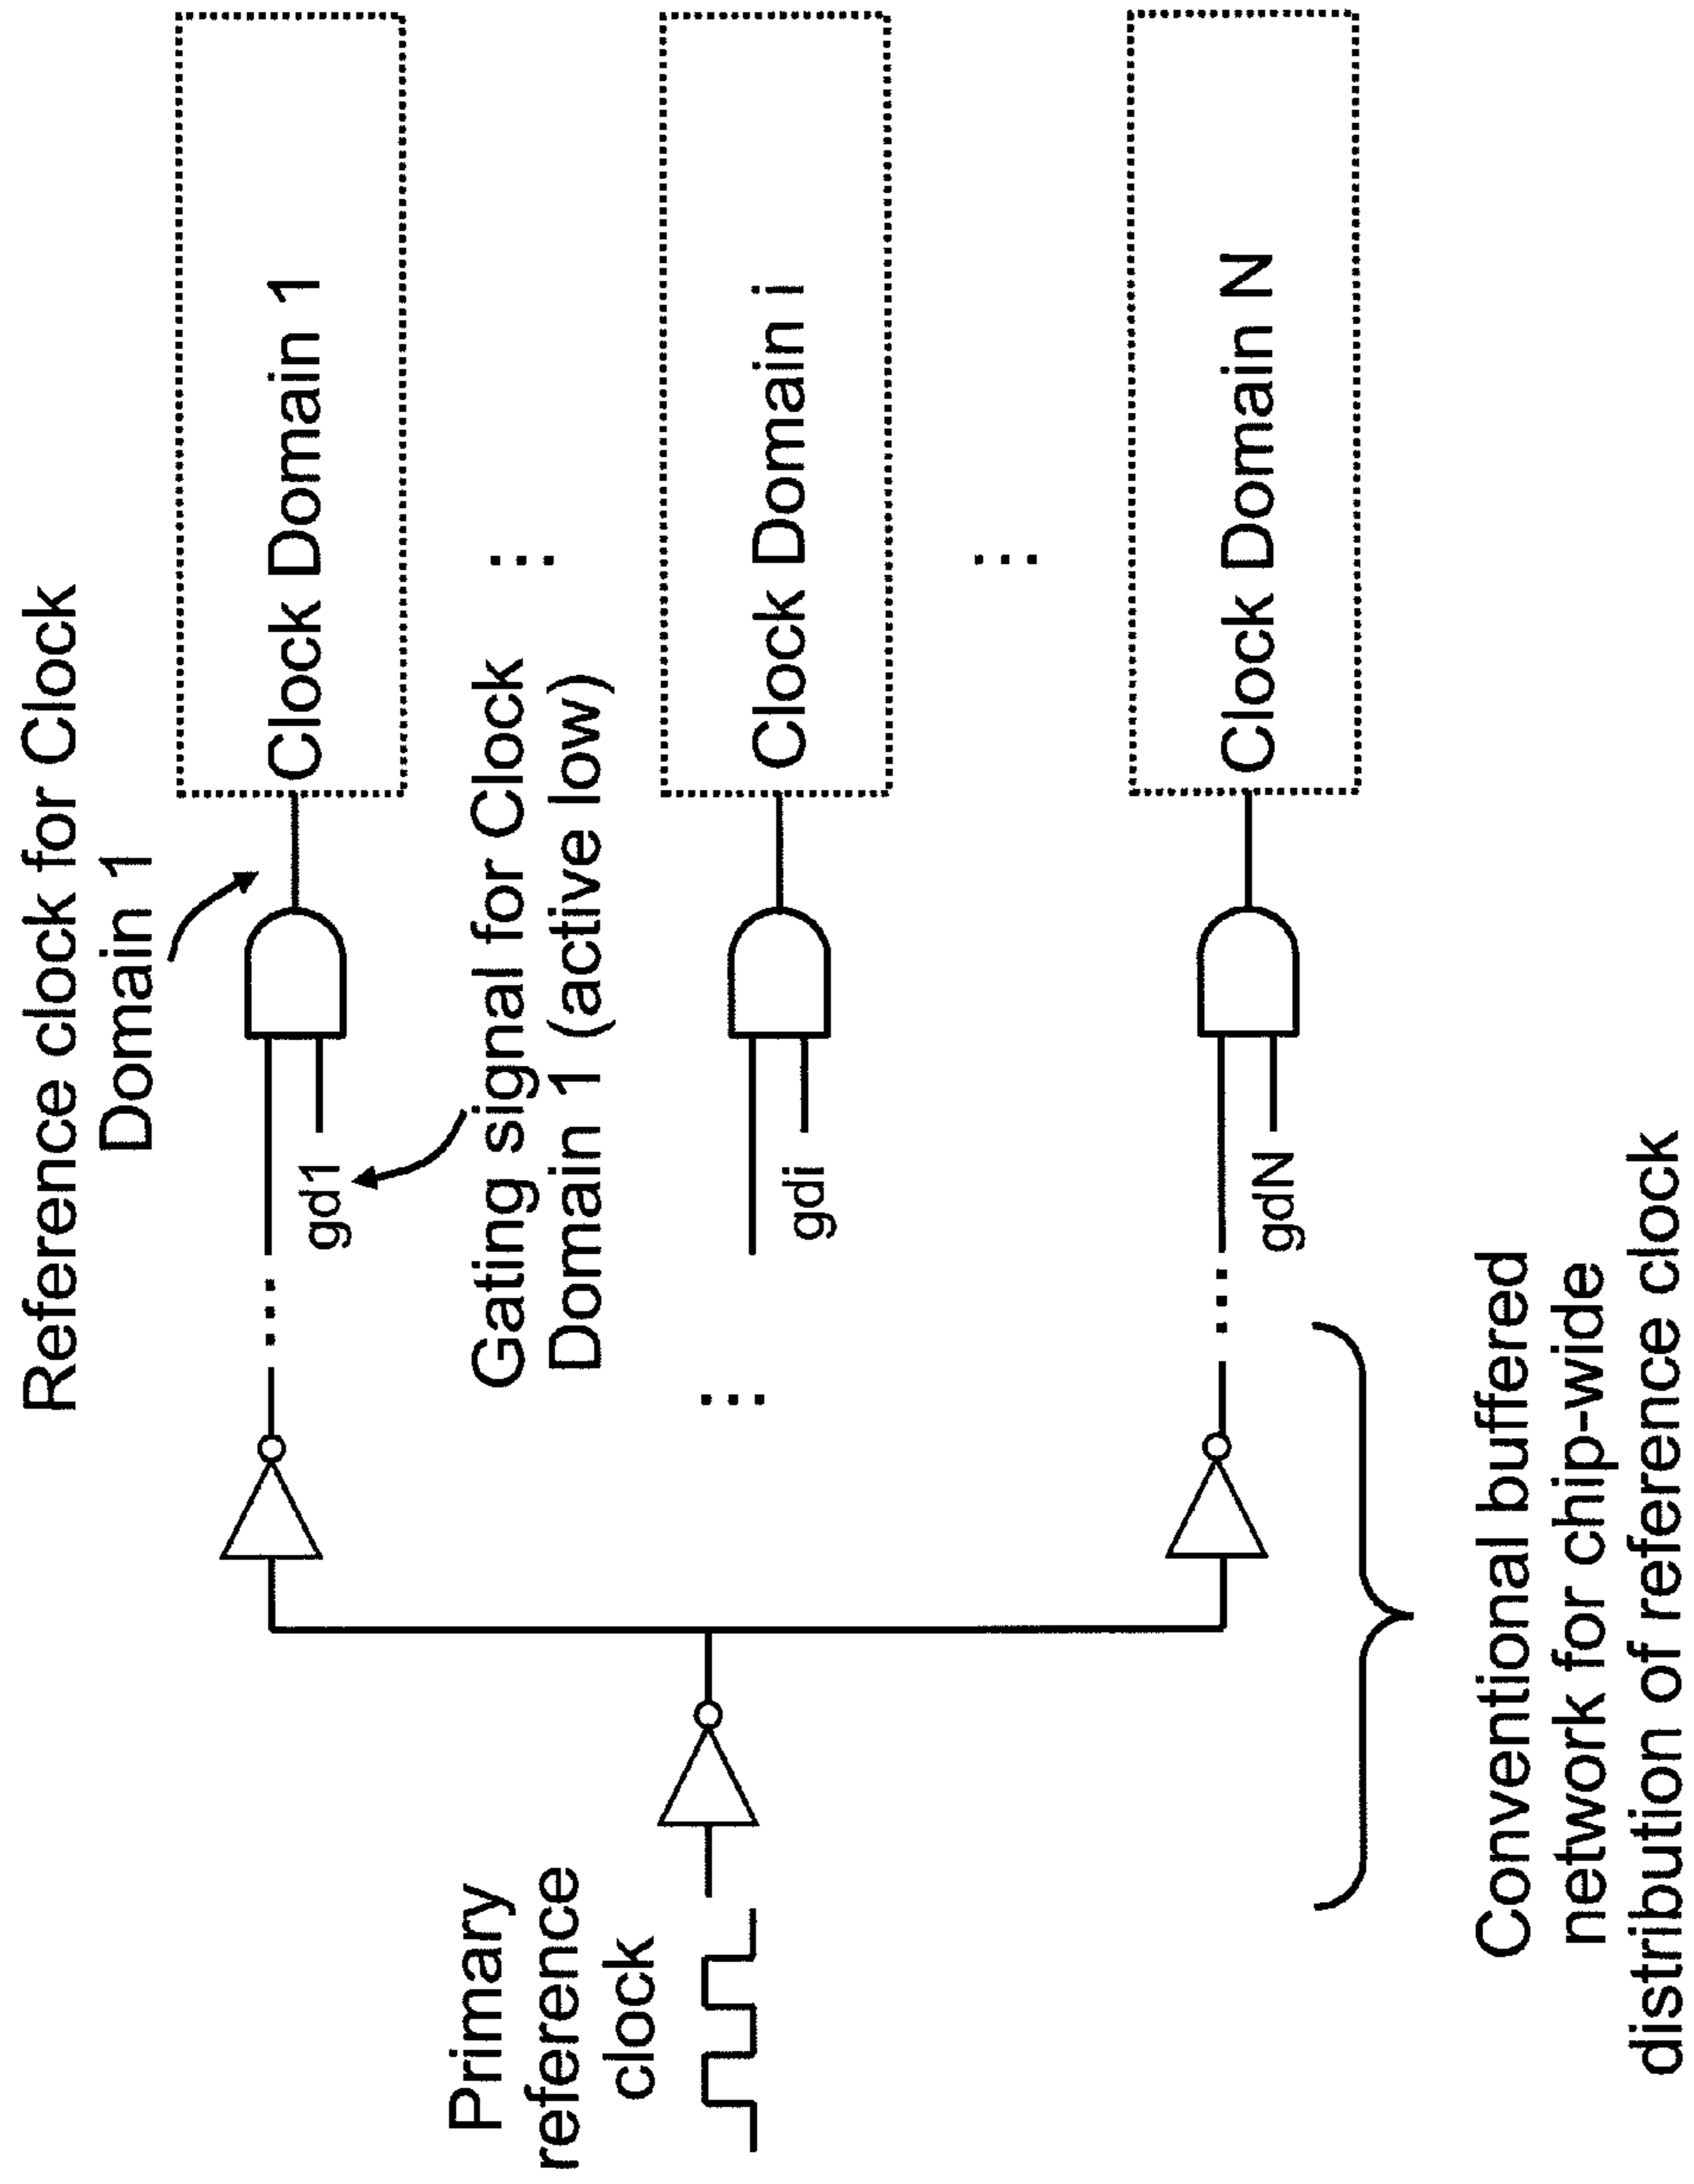 Reference clock for Clock
Domain 1
Clock Domain 1
gd1
Gating signal for Clock
Domain 1 (active low)
Primary
reference
clock
Clock Domain i
gdi
Clock Domain N
gdN
Conventional buffered
network for chip-wide
distribution of reference clock